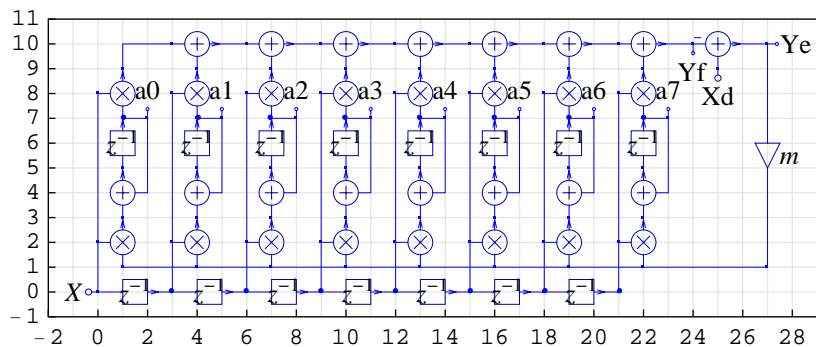 11
10 Ye
9 Yf
8 a0 a1 a2 a3 a4 a5 a6 a7 Xd
7
6 z⁻¹ z⁻¹ z⁻¹ z⁻¹ z⁻¹ z⁻¹ z⁻¹ z⁻¹
5 m
4
3
2
1
0 X z⁻¹ z⁻¹ z⁻¹ z⁻¹ z⁻¹ z⁻¹ z⁻¹
-1
-2 0 2 4 6 8 10 12 14 16 18 20 22 24 26 28